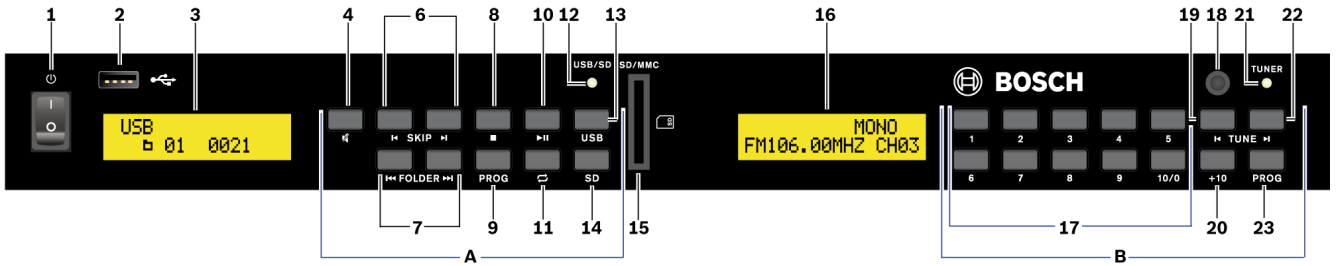 1 2 3 4 6 8 10 12 13 16 19 18 21 22
USB/SD SD/MMC
TUNER
BOSCH
I
O
USB
01 0021
SKIP
USB
SD
MONO
FM106.00MHZ CH03
1 2 3 4 5
TUNE
FOLDER
PROG
SD
6 7 8 9 10/0
+10
PROG
7 9 11 14 15 17 20 23
A
B